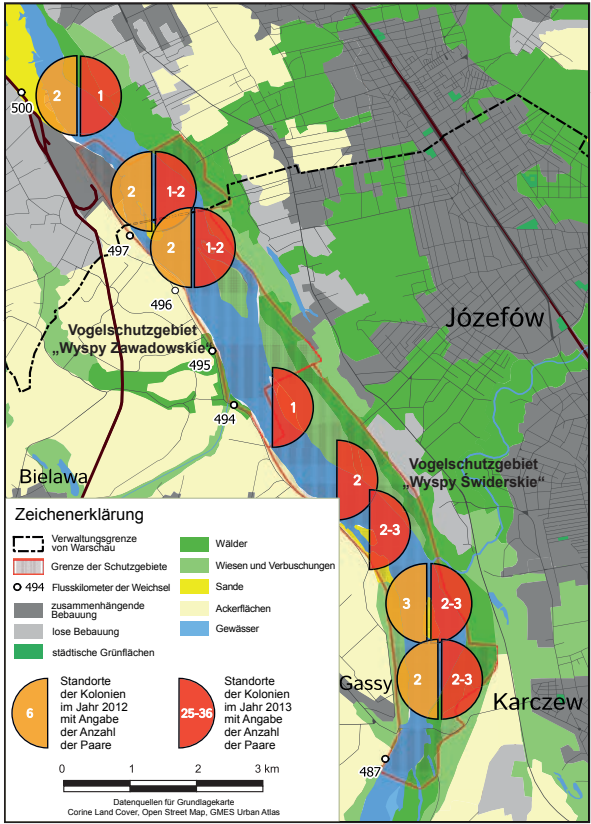 2
1
500
2
1-2
2
1-2
497
496
Józefów
Vogelschutzgebiet
„Wyspy Zawadowskie“
495
1
494
Bielawa
2
Vogelschutzgebiet
„Wyspy Świderskie“
2-3
3
2-3
2
2-3
Gassy
Karczew
487
Zeichenerklärung
Verwaltungsgrenze
von Warschau
Grenze der Schutzgebiete
494 Flusskilometer der Weichsel
zusammenhängende
Bebauung
lose Bebauung
städtische Grünflächen
Wälder
Wiesen und Verbuschungen
Sande
Ackerflächen
Gewässer
6
Standorte
der Kolonien
im Jahr 2012
mit Angabe
der Anzahl
der Paare
25-36
Standorte
der Kolonien
im Jahr 2013
mit Angabe
der Anzahl
der Paare
0 1 2 3 km
Datenquellen für Grundlagekarte
Corine Land Cover, Open Street Map, GMES Urban Atlas